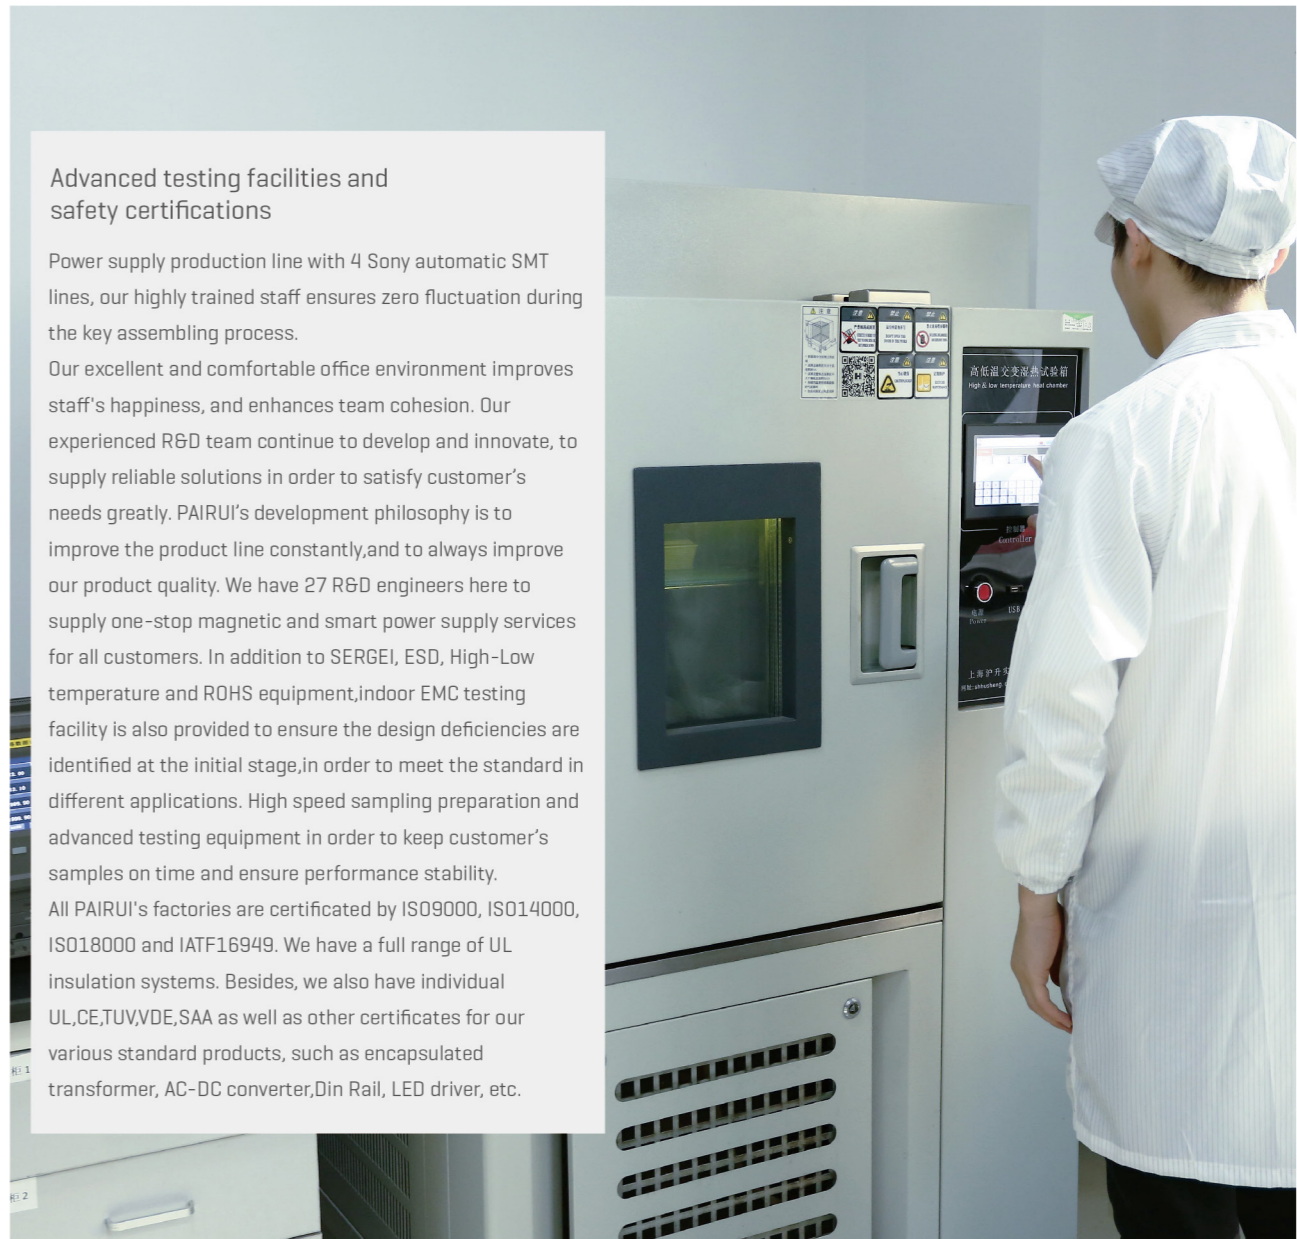 Advanced testing facilities and
safety certifications
Power supply production line with 4 Sony automatic SMT
lines, our highly trained staff ensures zero fluctuation during
the key assembling process.
Our excellent and comfortable office environment improves
staff's happiness, and enhances team cohesion. Our
experienced R&D team continue to develop and innovate, to
supply reliable solutions in order to satisfy customer's
needs greatly. PAIRUI's development philosophy is to
improve the product line constantly,and to always improve
our product quality. We have 27 R&D engineers here to
supply one-stop magnetic and smart power supply services
for all customers. In addition to SERGEI, ESD, High-Low
temperature and ROHS equipment,indoor EMC testing
facility is also provided to ensure the design deficiencies are
identified at the initial stage,in order to meet the standard in
different applications. High speed sampling preparation and
advanced testing equipment in order to keep customer's
samples on time and ensure performance stability.
All PAIRUI's factories are certificated by ISO9000, ISO14000,
ISO18000 and IATF16949. We have a full range of UL
insulation systems. Besides, we also have individual
UL,CE,TUV,VDE,SAA as well as other certificates for our
various standard products, such as encapsulated
transformer, AC-DC converter,Din Rail, LED driver, etc.
高低温交变湿热试验箱
High & low temperature heat chamber
控制器
Controller
USB
电源
Power
上海沪升